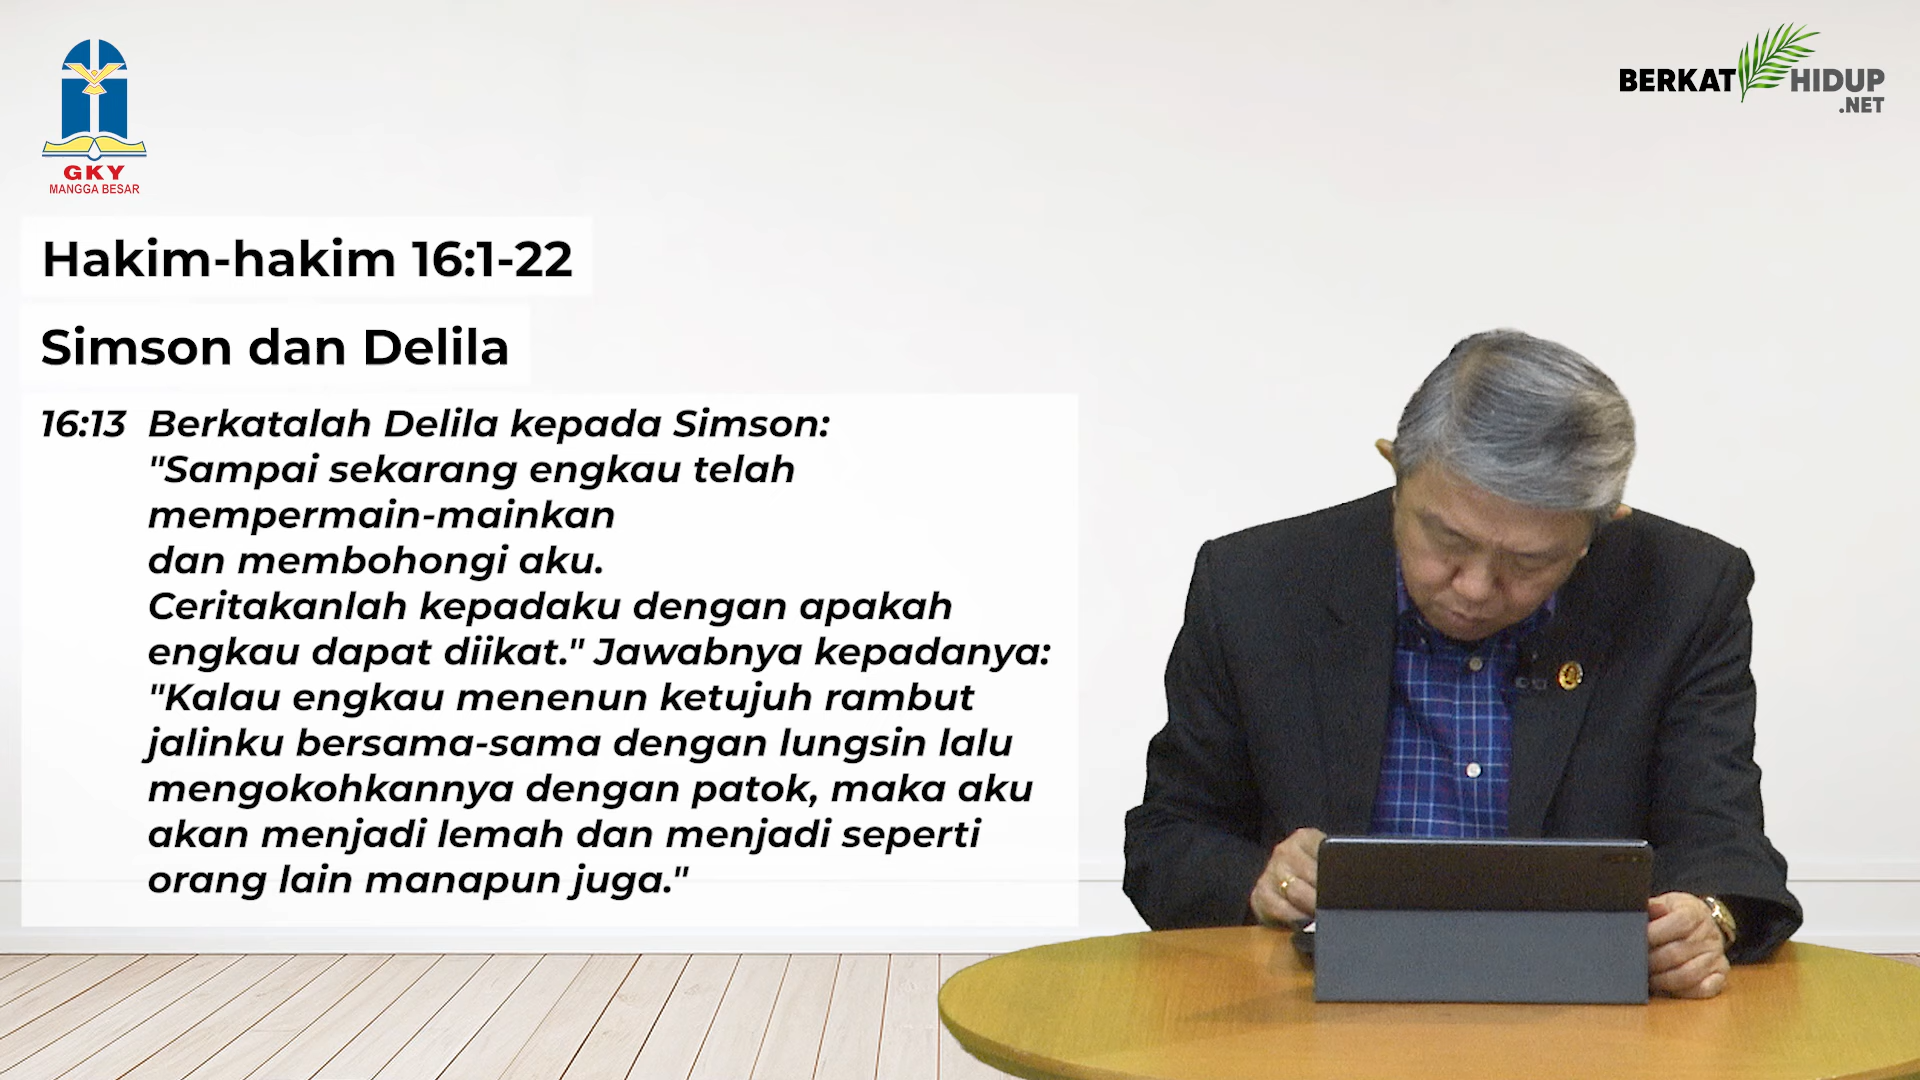 GKY
MANGGA BESAR
BERKAT HIDUP
.NET
Hakim-hakim 16:1-22
Simson dan Delila
16:13 Berkatalah Delila kepada Simson:
"Sampai sekarang engkau telah
mempermain-mainkan
dan membohongi aku.
Ceritakanlah kepadaku dengan apakah
engkau dapat diikat." Jawabnya kepadanya:
"Kalau engkau menenun ketujuh rambut
jalinku bersama-sama dengan lungsin lalu
mengokohkannya dengan patok, maka aku
akan menjadi lemah dan menjadi seperti
orang lain manapun juga."